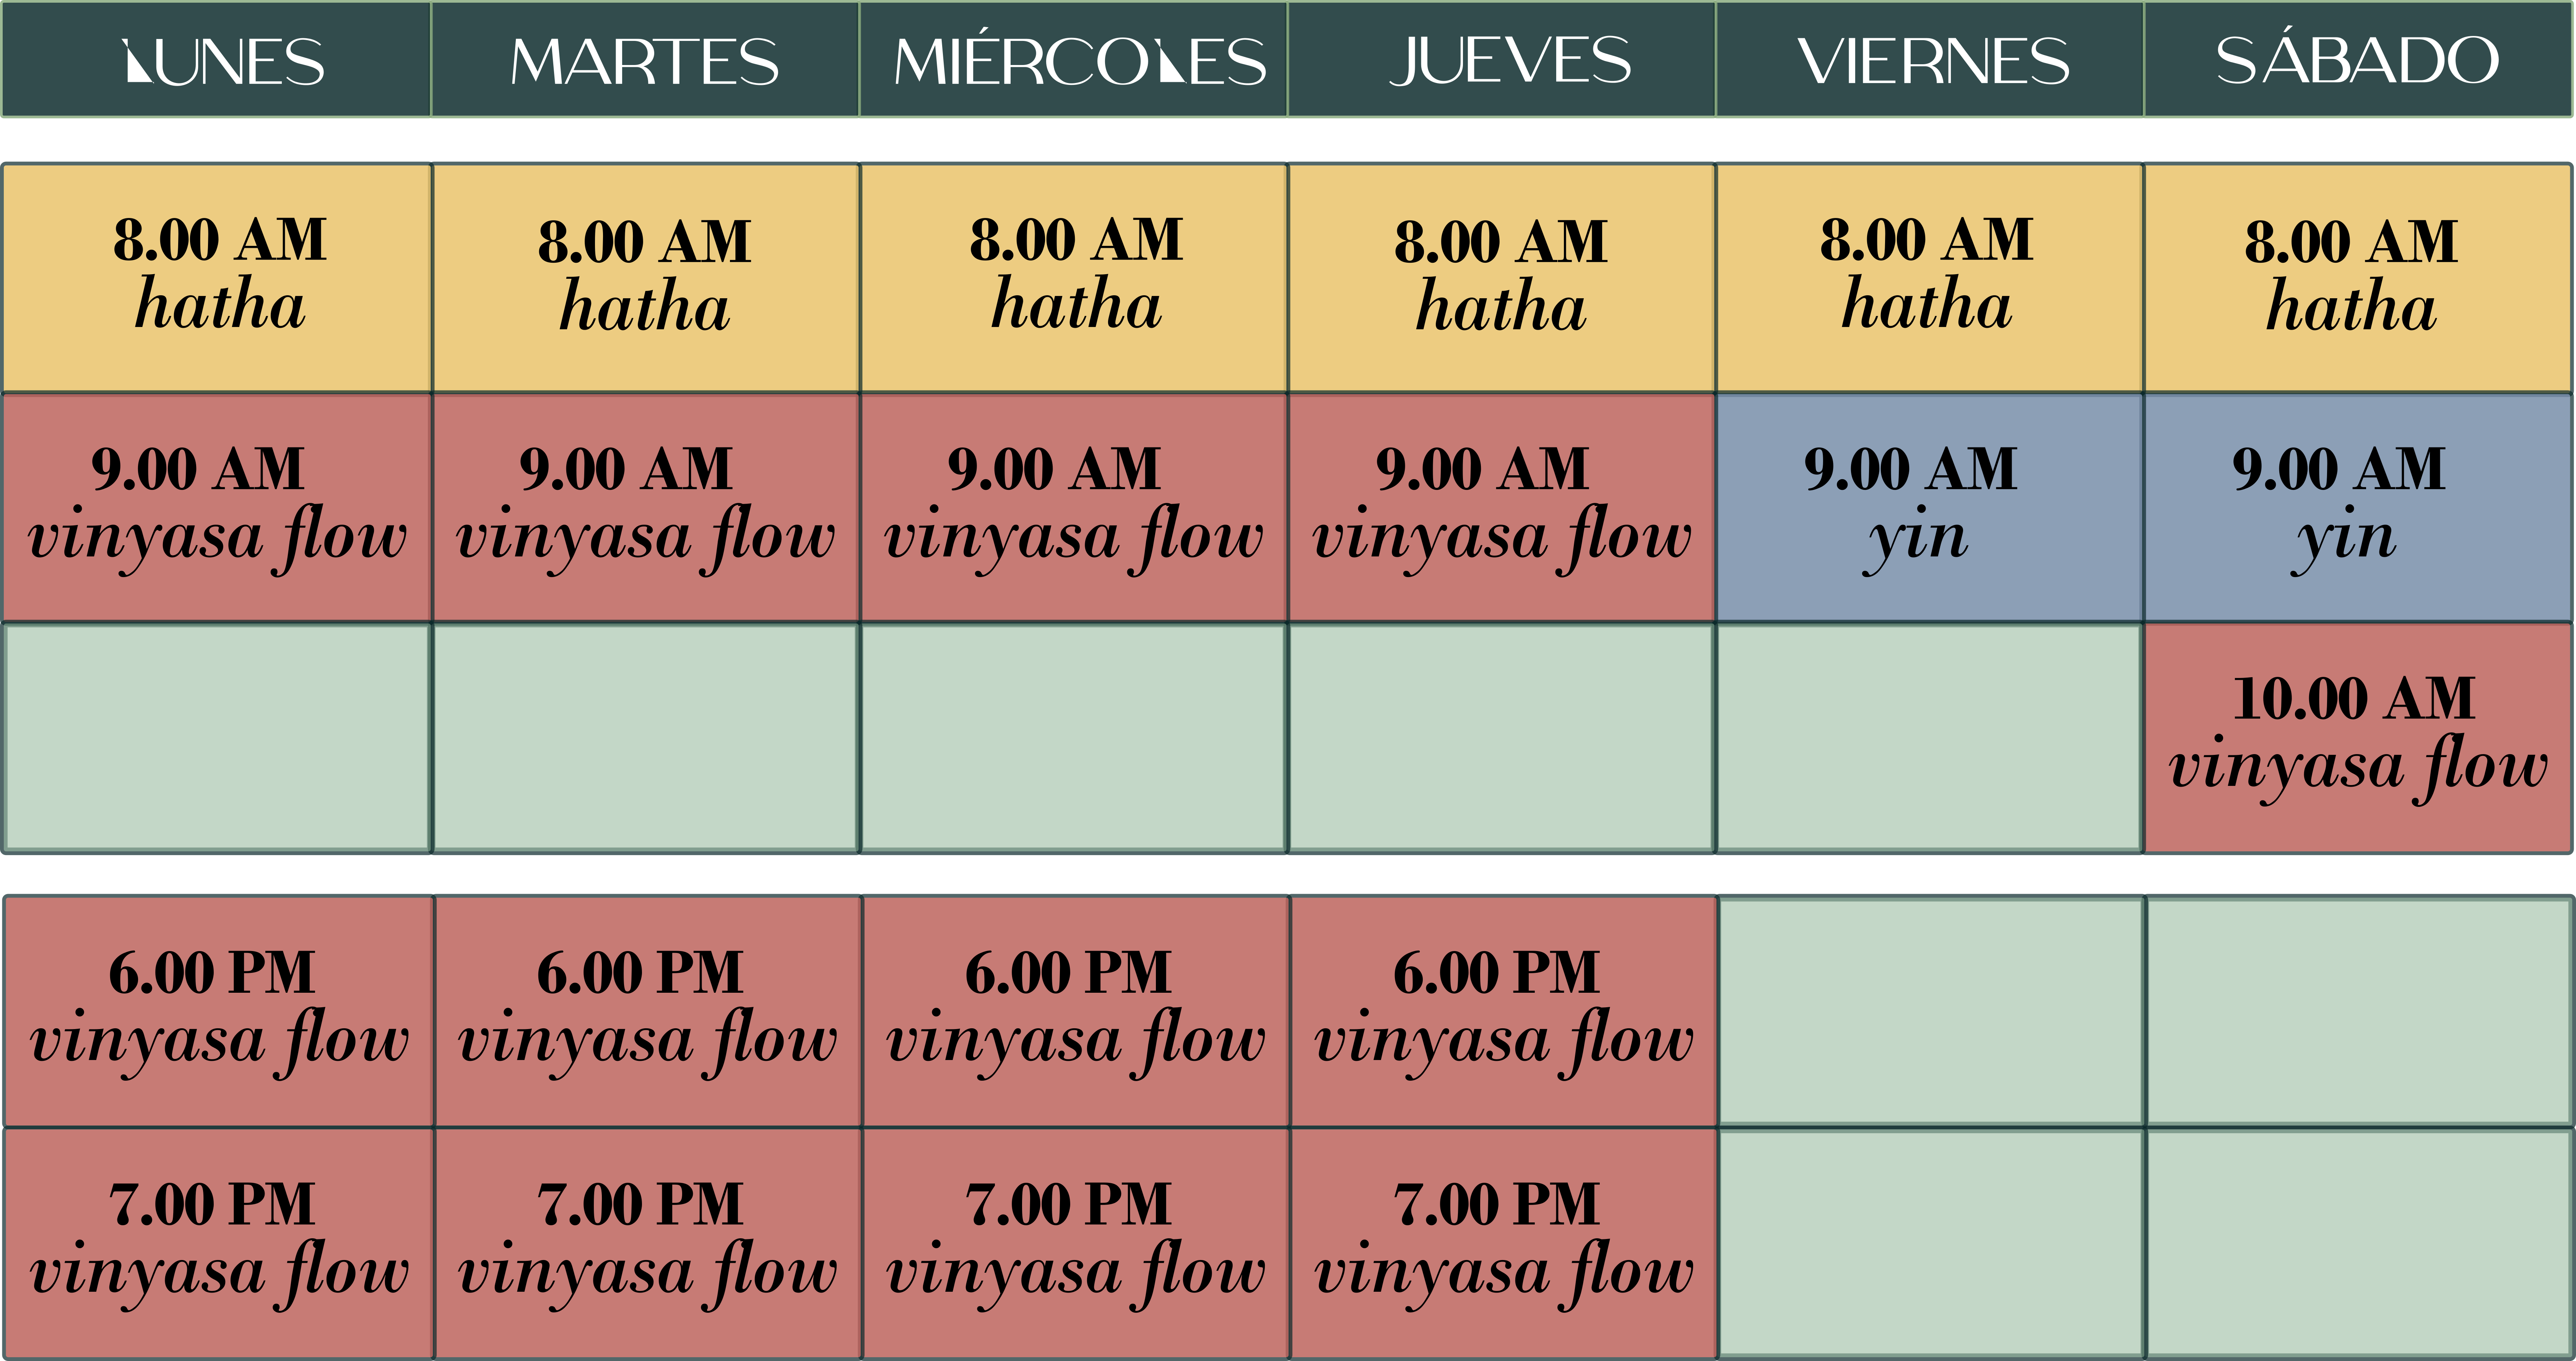 LUNES MARTES MIÉRCOLES JUEVES VIERNES SÁBADO
8.00 AM 8.00 AM 8.00 AM 8.00 AM 8.00 AM 8.00 AM
hatha hatha hatha hatha hatha hatha
9.00 AM 9.00 AM 9.00 AM 9.00 AM 9.00 AM 9.00 AM
vinyasa flow vinyasa flow vinyasa flow vinyasa flow yin yin
10.00 AM
vinyasa flow
6.00 PM 6.00 PM 6.00 PM 6.00 PM
vinyasa flow vinyasa flow vinyasa flow vinyasa flow
7.00 PM 7.00 PM 7.00 PM 7.00 PM
vinyasa flow vinyasa flow vinyasa flow vinyasa flow